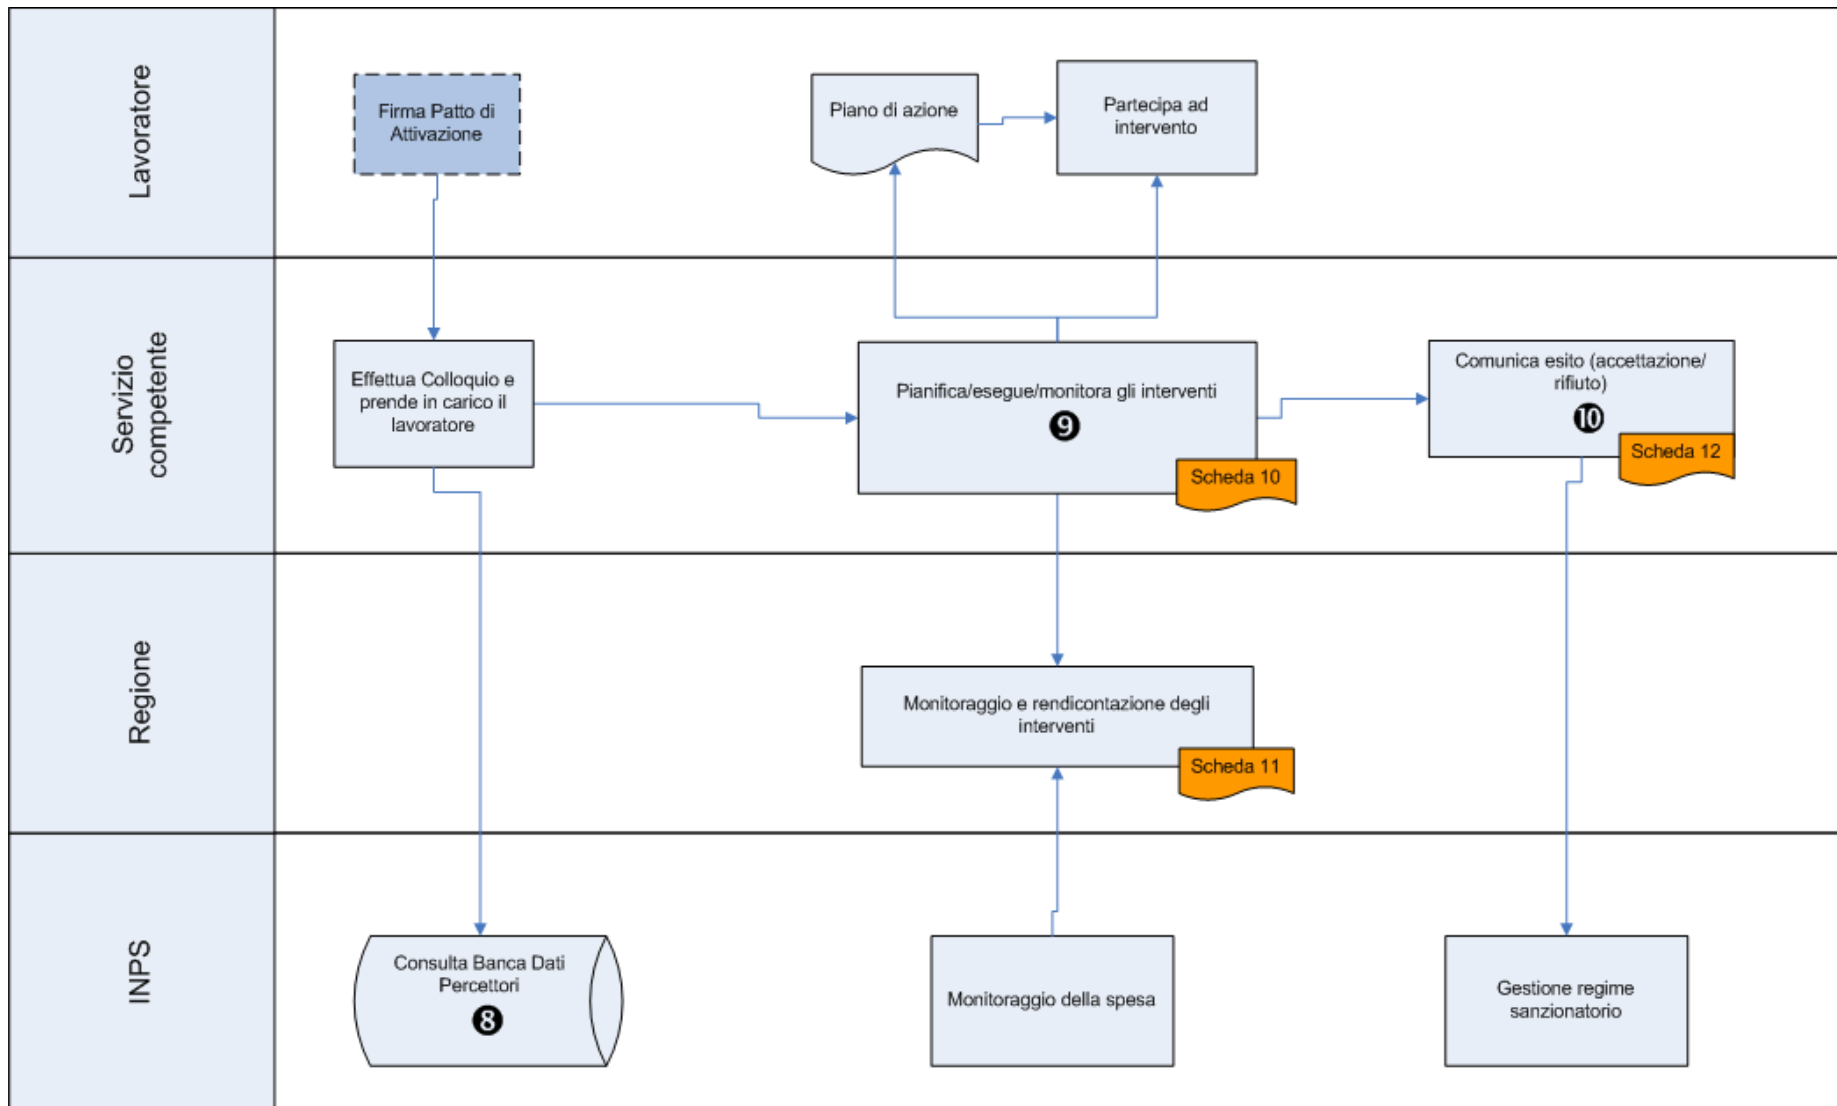 Lavoratore
Firma Patto di
Attivazione
Piano di azione
Partecipa ad
intervento
Servizio
competente
Effettua Colloquio e
prende in carico il
lavoratore
Pianifica/esegue/monitora gli interventi
9
Scheda 10
Comunica esito (accettazione/
rifiuto)
10
Scheda 12
Regione
Monitoraggio e rendicontazione degli
interventi
Scheda 11
INPS
Consulta Banca Dati
Percettori
8
Monitoraggio della spesa
Gestione regime
sanzionatorio